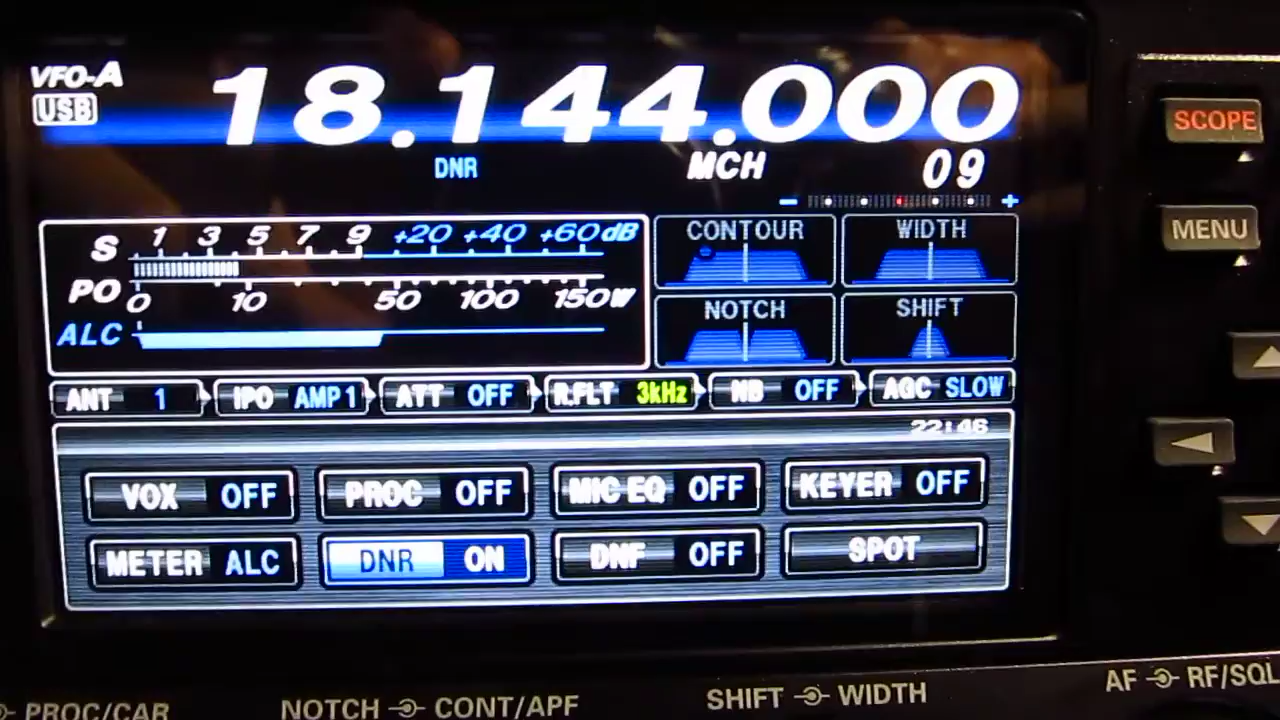 VFO-A 18.144.000
USB
DNR MCH 09
- +
S 1 3 5 7 9 +20 +40 +60dB
PO 0 10 50 100 150W
ALC
CONTOUR WIDTH
NOTCH SHIFT
ANT 1 IPO AMP1 ATT OFF R.FLT 3kHz NB OFF AGC SLOW
22:46
VOX OFF PROC OFF MIC EQ OFF KEYER OFF
METER ALC DNR ON DNF OFF SPOT
SCOPE
MENU
PROC/CAR NOTCH CONT/APF SHIFT WIDTH AF RF/SQL